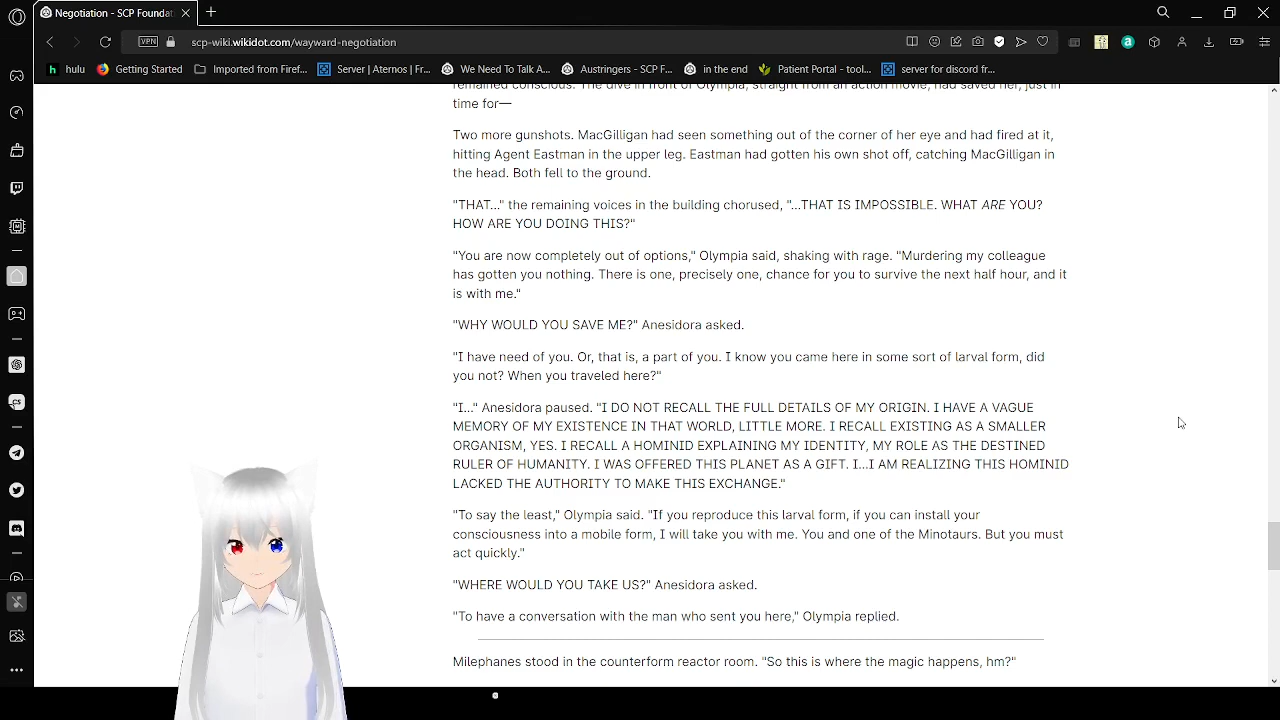 Negotiation - SCP Foundat
VPN
scp-wiki.wikidot.com/wayward-negotiation
hulu
Getting Started
Imported from Firef...
Server | Aternos | Fr...
We Need To Talk A...
Austringers - SCP F...
in the end
Patient Portal - tool...
server for discord fr...
remained conscious. The dive in front of Olympia, straight from an action movie, had saved her, just in
time for—
Two more gunshots. MacGilligan had seen something out of the corner of her eye and had fired at it,
hitting Agent Eastman in the upper leg. Eastman had gotten his own shot off, catching MacGilligan in
the head. Both fell to the ground.
"THAT..." the remaining voices in the building chorused, "...THAT IS IMPOSSIBLE. WHAT ARE YOU?
HOW ARE YOU DOING THIS?"
"You are now completely out of options," Olympia said, shaking with rage. "Murdering my colleague
has gotten you nothing. There is one, precisely one, chance for you to survive the next half hour, and it
is with me."
"WHY WOULD YOU SAVE ME?" Anesidora asked.
"I have need of you. Or, that is, a part of you. I know you came here in some sort of larval form, did
you not? When you traveled here?"
"I..." Anesidora paused. "I DO NOT RECALL THE FULL DETAILS OF MY ORIGIN. I HAVE A VAGUE
MEMORY OF MY EXISTENCE IN THAT WORLD, LITTLE MORE. I RECALL EXISTING AS A SMALLER
ORGANISM, YES. I RECALL A HOMINID EXPLAINING MY IDENTITY, MY ROLE AS THE DESTINED
RULER OF HUMANITY. I WAS OFFERED THIS PLANET AS A GIFT. I...I AM REALIZING THIS HOMINID
LACKED THE AUTHORITY TO MAKE THIS EXCHANGE."
"To say the least," Olympia said. "If you reproduce this larval form, if you can install your
consciousness into a mobile form, I will take you with me. You and one of the Minotaurs. But you must
act quickly."
"WHERE WOULD YOU TAKE US?" Anesidora asked.
"To have a conversation with the man who sent you here," Olympia replied.
Milephanes stood in the counterform reactor room. "So this is where the magic happens, hm?"